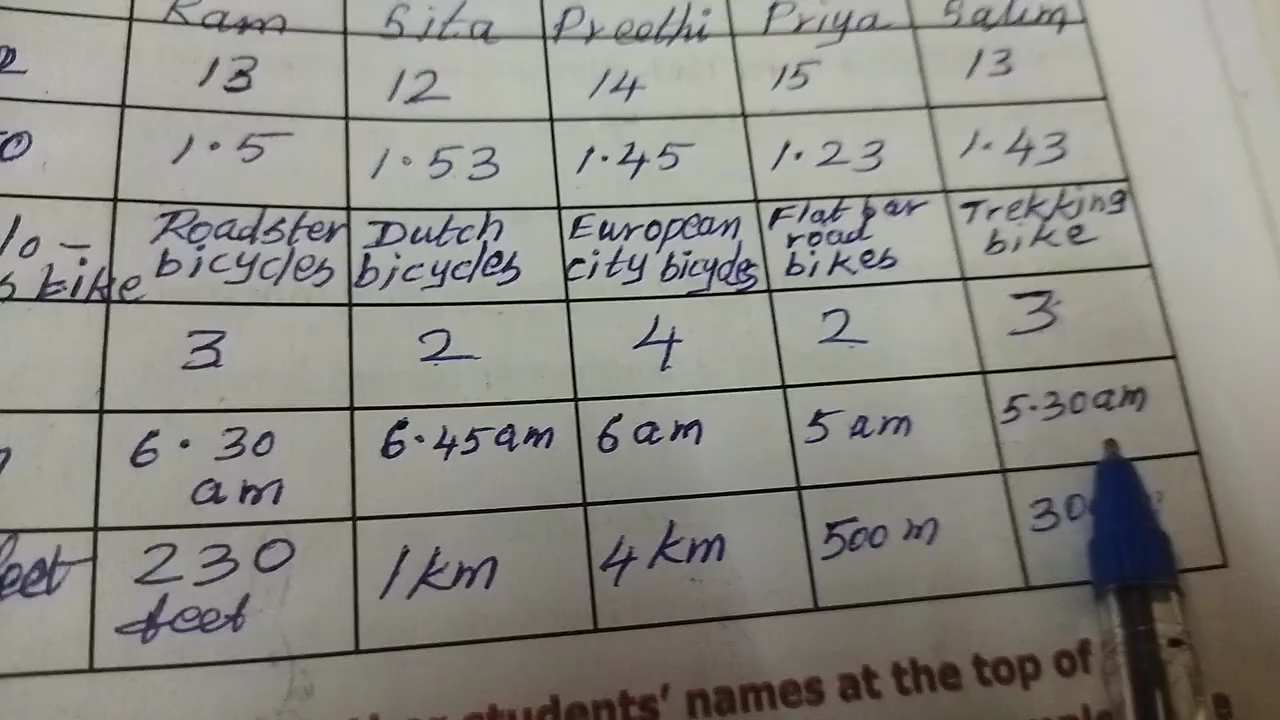 Ram Sita Preethi Priya Salim
13 12 14 15 13
1.5 1.53 1.45 1.23 1.43
Roadster Dutch European Flat bar Trekking
bicycles bicycles city bicycles road bike
bike bikes
3 2 4 2 3
6.30 6.45am 6am 5am 5.30am
am
230 1km 4km 500m 30
feet
students' names at the top of